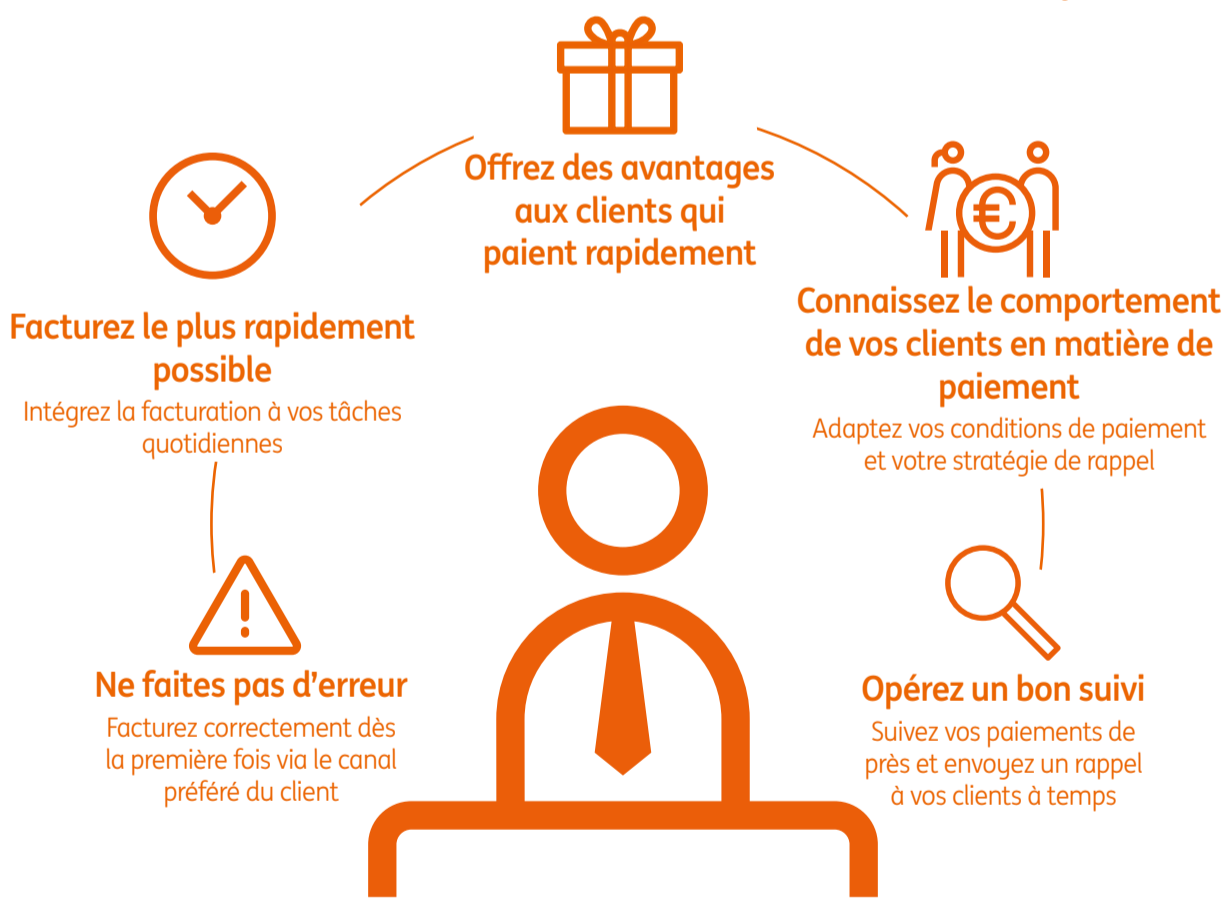 Offrez des avantages
aux clients qui
paient rapidement
Facturez le plus rapidement
possible
Intégrez la facturation à vos tâches
quotidiennes
Connaissez le comportement
de vos clients en matière de
paiement
Adaptez vos conditions de paiement
et votre stratégie de rappel
Ne faites pas d'erreur
Facturez correctement dès
la première fois via le canal
préféré du client
Opérez un bon suivi
Suivez vos paiements de
près et envoyez un rappel
à vos clients à temps